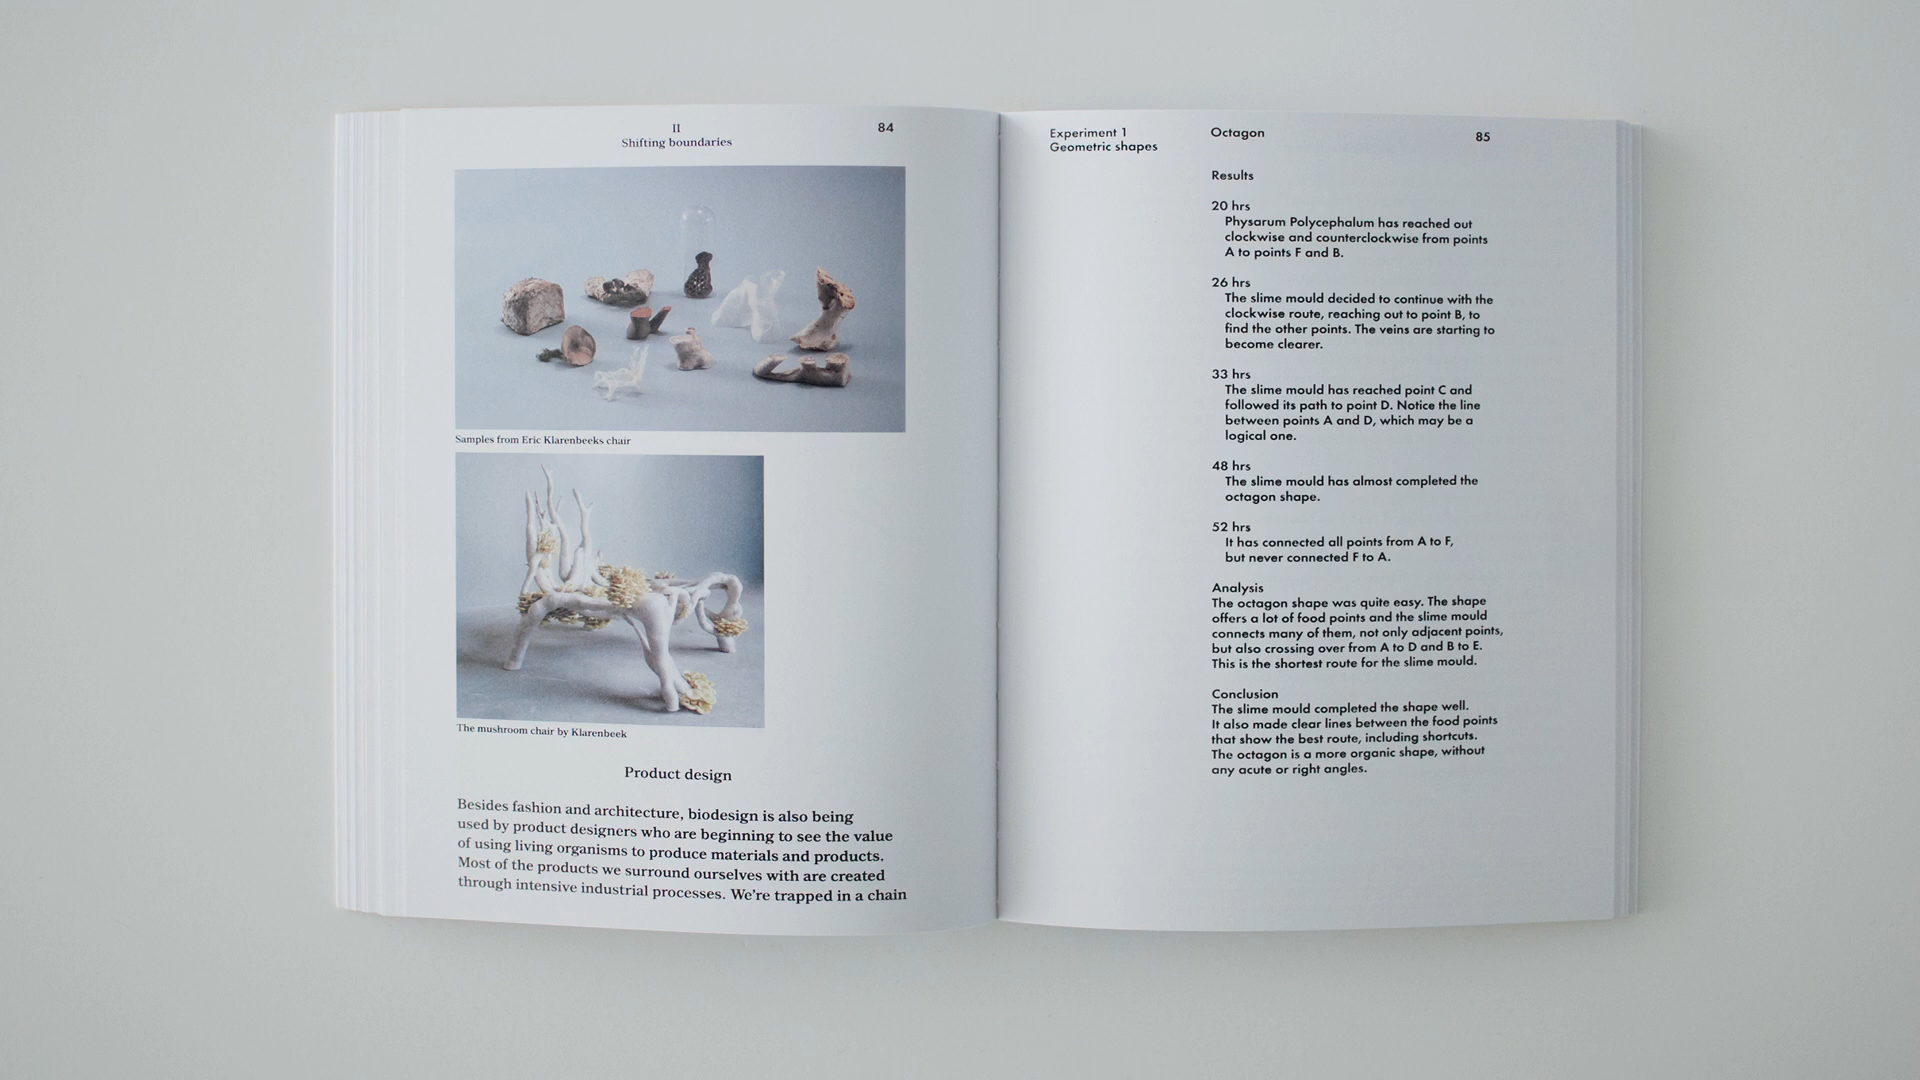 II
Shifting boundaries
84
Samples from Eric Klarenbeeks chair
The mushroom chair by Klarenbeek
Product design
Besides fashion and architecture, biodesign is also being
used by product designers who are beginning to see the value
of using living organisms to produce materials and products.
Most of the products we surround ourselves with are created
through intensive industrial processes. We're trapped in a chain
Experiment 1
Geometric shapes
Octagon
85
Results
20 hrs
Physarum Polycephalum has reached out
clockwise and counterclockwise from points
A to points F and B.
26 hrs
The slime mould decided to continue with the
clockwise route, reaching out to point B, to
find the other points. The veins are starting to
become clearer.
33 hrs
The slime mould has reached point C and
followed its path to point D. Notice the line
between points A and D, which may be a
logical one.
48 hrs
The slime mould has almost completed the
octagon shape.
52 hrs
It has connected all points from A to F,
but never connected F to A.
Analysis
The octagon shape was quite easy. The shape
offers a lot of food points and the slime mould
connects many of them, not only adjacent points,
but also crossing over from A to D and B to E.
This is the shortest route for the slime mould.
Conclusion
The slime mould completed the shape well.
It also made clear lines between the food points
that show the best route, including shortcuts.
The octagon is a more organic shape, without
any acute or right angles.